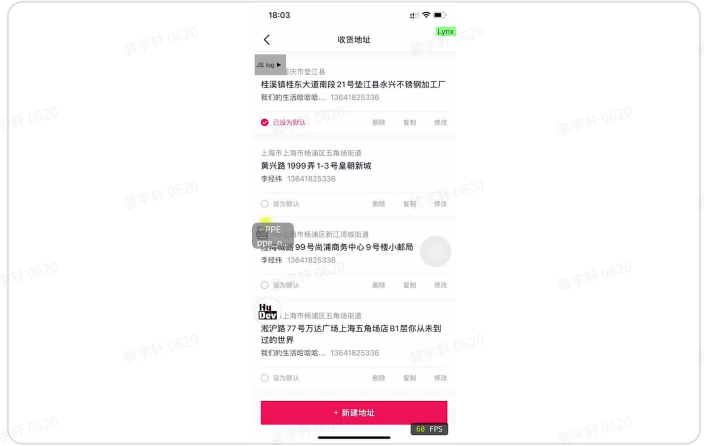 18:03
收货地址
Lynx
JS log ▶
庆市垫江县
桂溪镇桂东大道南段21号垫江县永兴不锈钢加工厂
我们的生活哈哈哈... 13641825336
已设为默认 删除 复制 修改
上海市上海市杨浦区五角场街道
黄兴路1999弄1-3号皇朝新城
李经纬 13641825336
设为默认 删除 复制 修改
PPE
上海市杨浦区新江湾城街道
ppe_n...
城路99号尚浦商务中心9号楼小邮局
李经纬 13641825336
设为默认 删除 复制 修改
Hy
Dev
上海市杨浦区五角场街道
淞沪路77号万达广场上海五角场店B1层你从未到
过的世界
我们的生活哈哈哈... 13641825336
设为默认 删除 复制 修改
+ 新建地址
60 FPS
裴宇轩 0620